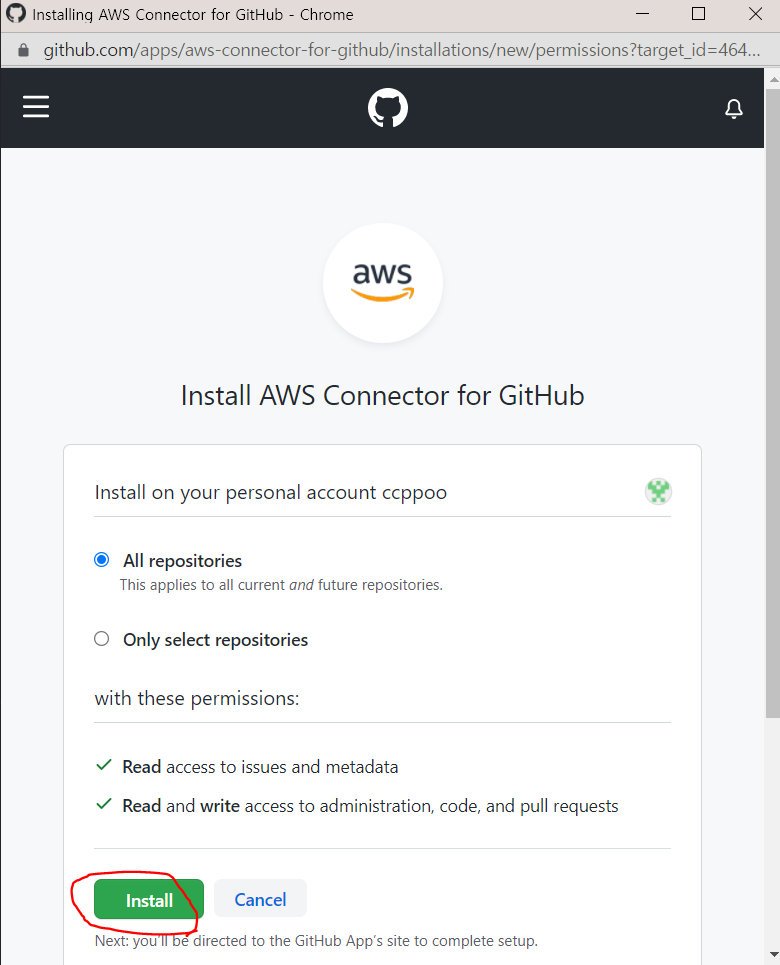 Installing AWS Connector for GitHub - Chrome
github.com/apps/aws-connector-for-github/installations/new/permissions?target_id=464...
aws
Install AWS Connector for GitHub
Install on your personal account ccppoo
All repositories
This applies to all current and future repositories.
Only select repositories
with these permissions:
Read access to issues and metadata
Read and write access to administration, code, and pull requests
Install Cancel
Next: you'll be directed to the GitHub App's site to complete setup.